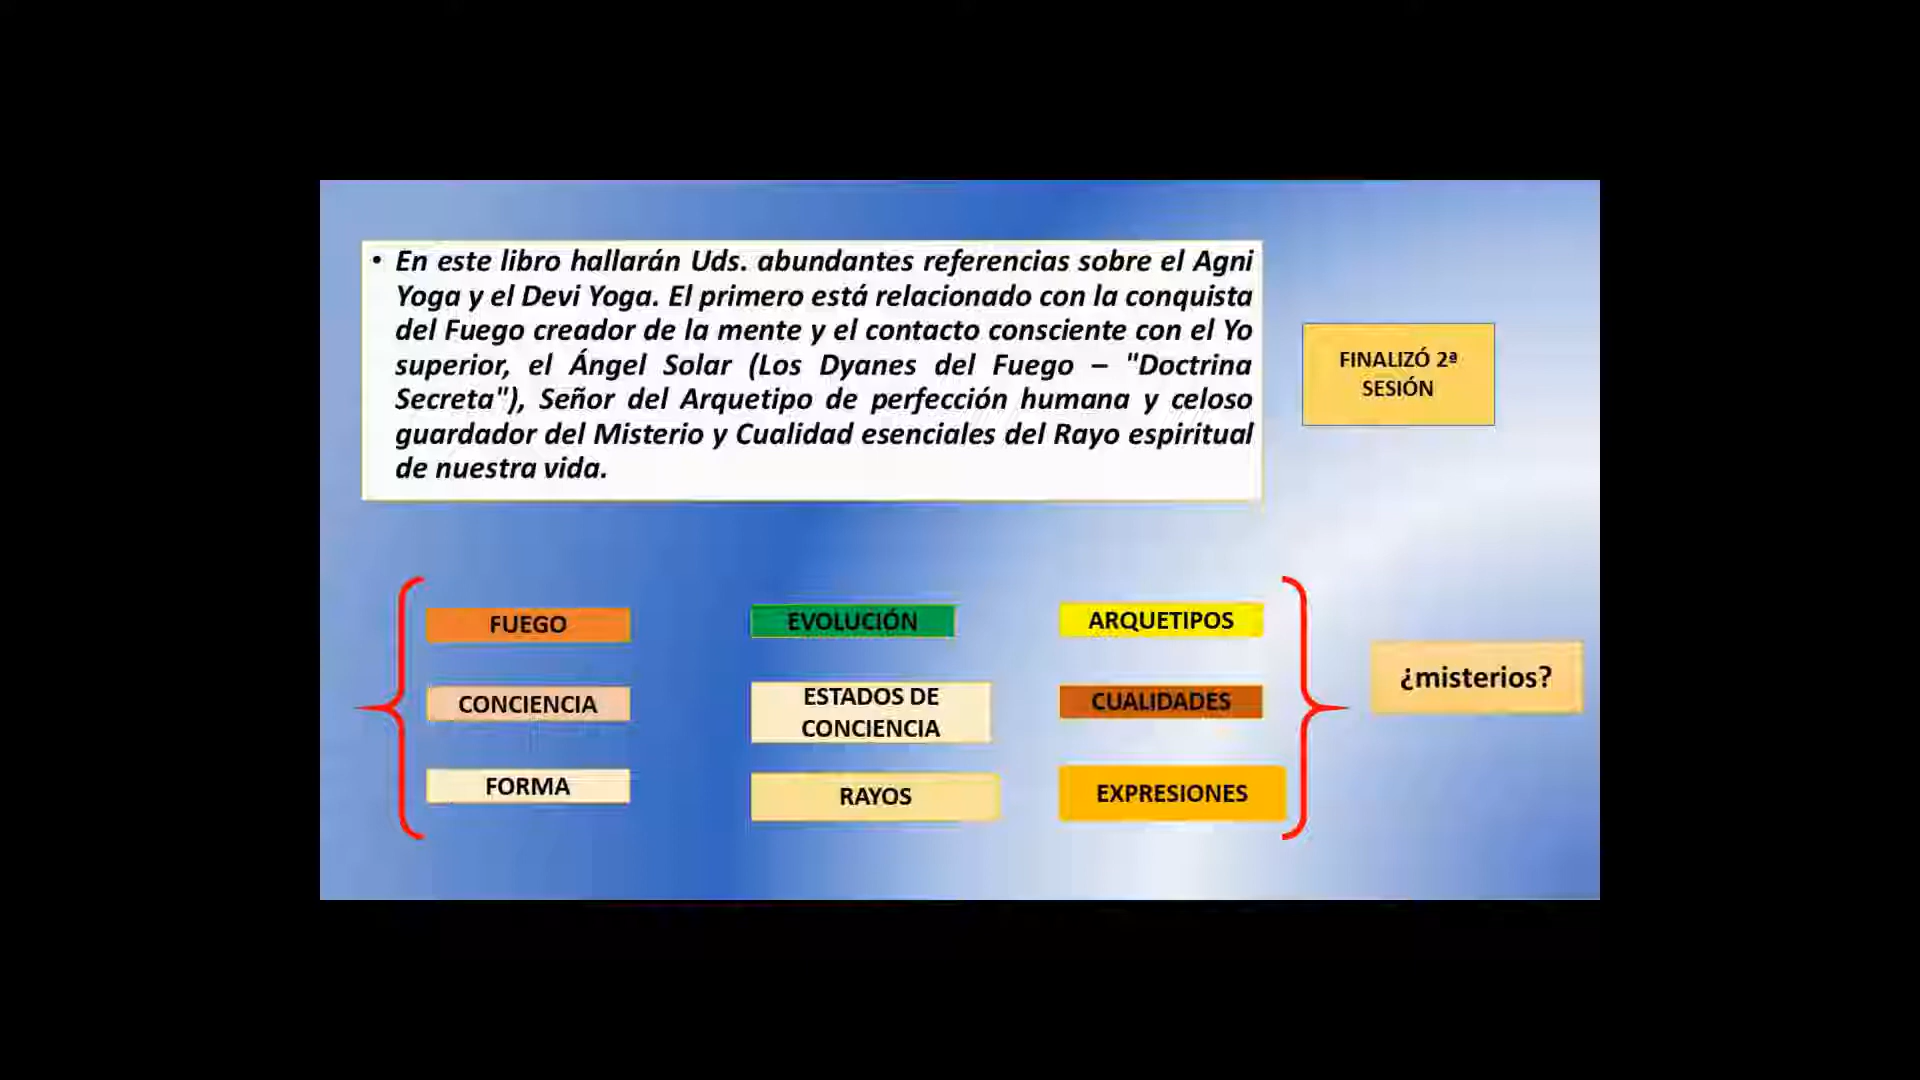 • En este libro hallarán Uds. abundantes referencias sobre el Agni
Yoga y el Devi Yoga. El primero está relacionado con la conquista
del Fuego creador de la mente y el contacto consciente con el Yo
superior, el Ángel Solar (Los Dyanes del Fuego – "Doctrina
Secreta"), Señor del Arquetipo de perfección humana y celoso
guardador del Misterio y Cualidad esenciales del Rayo espiritual
de nuestra vida.
FINALIZÓ 2ª
SESIÓN
FUEGO
EVOLUCIÓN
ARQUETIPOS
CONCIENCIA
ESTADOS DE
CONCIENCIA
CUALIDADES
FORMA
RAYOS
EXPRESIONES
¿misterios?